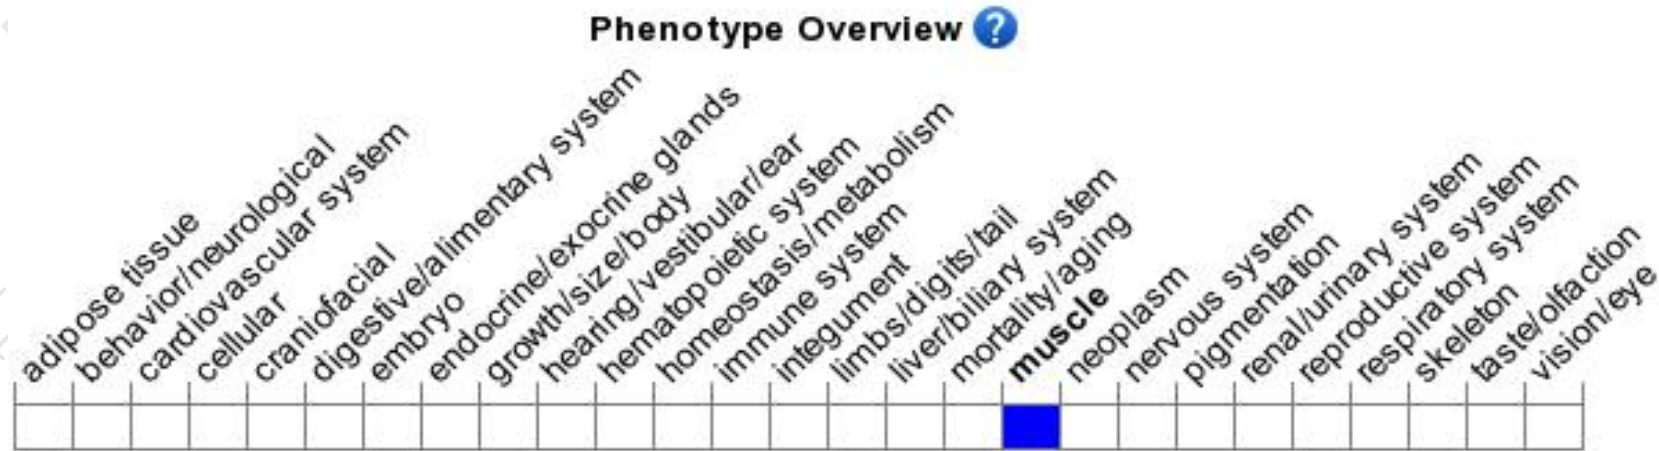 Phenotype Overview ?
adipose tissue
behavior/neurological
cardiovascular system
cellular
craniofacial
digestive/alimentary system
embryo
endocrine/exocrine glands
growth/size/body
hearing/vestibular/ear
hematopoietic system
homeostasis/metabolism
immune system
integument
limbs/digits/tail
liver/biliary system
mortality/aging
muscle
neoplasm
nervous system
pigmentation
renal/urinary system
reproductive system
respiratory system
skeleton
taste/olfaction
vision/eye